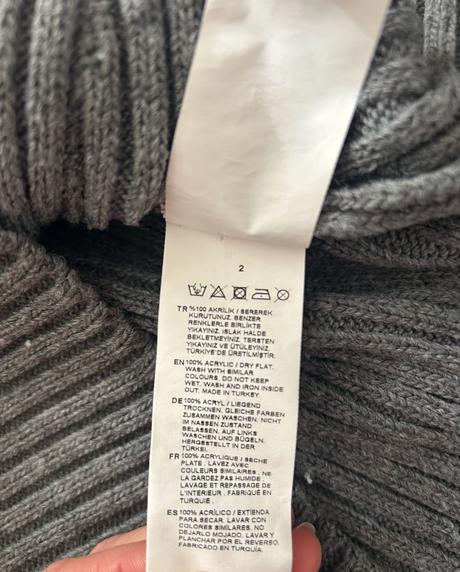 2
TR %100 AKRİLİK / SEREREK
KURUTUNUZ. BENZER
RENKLERLE BİRLİKTE
YIKAYINIZ. ISLAK HALDE
BEKLETMEYİNİZ. TERSTEN
YIKAYINIZ VE ÜTÜLEYİNİZ.
TÜRKİYE'DE ÜRETİLMİŞTİR.
EN 100% ACRYLIC / DRY FLAT.
WASH WITH SIMILAR
COLOURS. DO NOT KEEP
WET. WASH AND IRON INSIDE
OUT. MADE IN TURKEY.
DE 100% ACRYL / LIEGEND
TROCKNEN. GLEICHE FARBEN
ZUSAMMEN WASCHEN. NICHT
IM NASSEN ZUSTAND
BELASSEN. AUF LINKS
WASCHEN UND BÜGELN.
HERGESTELLT IN DER
TÜRKEI.
FR 100% ACRYLIQUE / SECHE
PLATE . LAVEZ AVEC
COULEURS SIMILAIRES . NE
LA GARDEZ PAS HUMIDE .
LAVAGE ET REPASSAGE DE
L'INTERIEUR . FABRIQUÉ EN
TURQUIE .
ES 100% ACRÍLICO / EXTIENDA
PARA SECAR. LAVAR CON
COLORES SIMILARES. NO
DEJARLO MOJADO. LAVAR Y
PLANCHAR POR EL REVERSO.
FABRICADO EN TURQUÍA.